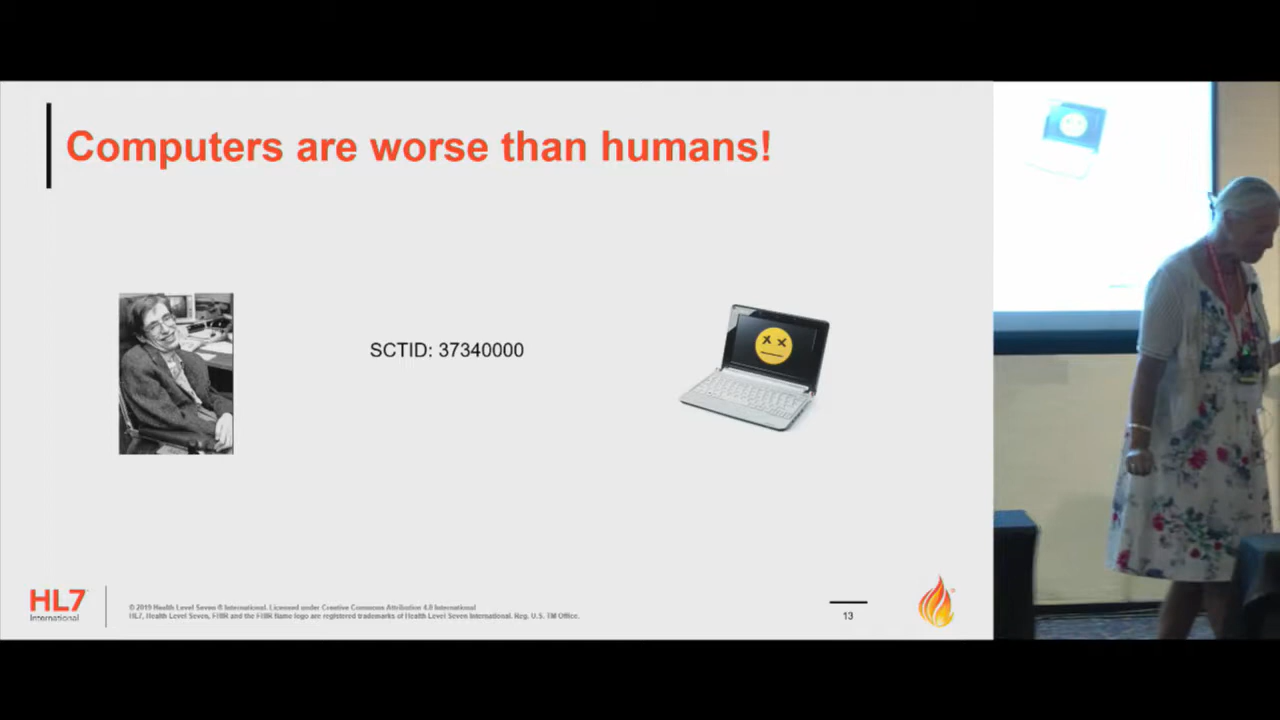 Computers are worse than humans!
SCTID: 37340000
HL7
International
© 2019 Health Level Seven ® International. Licensed under Creative Commons Attribution 4.0 International
HL7, Health Level Seven, FHIR and the FHIR flame logo are registered trademarks of Health Level Seven International. Reg. U.S. TM Office.
13